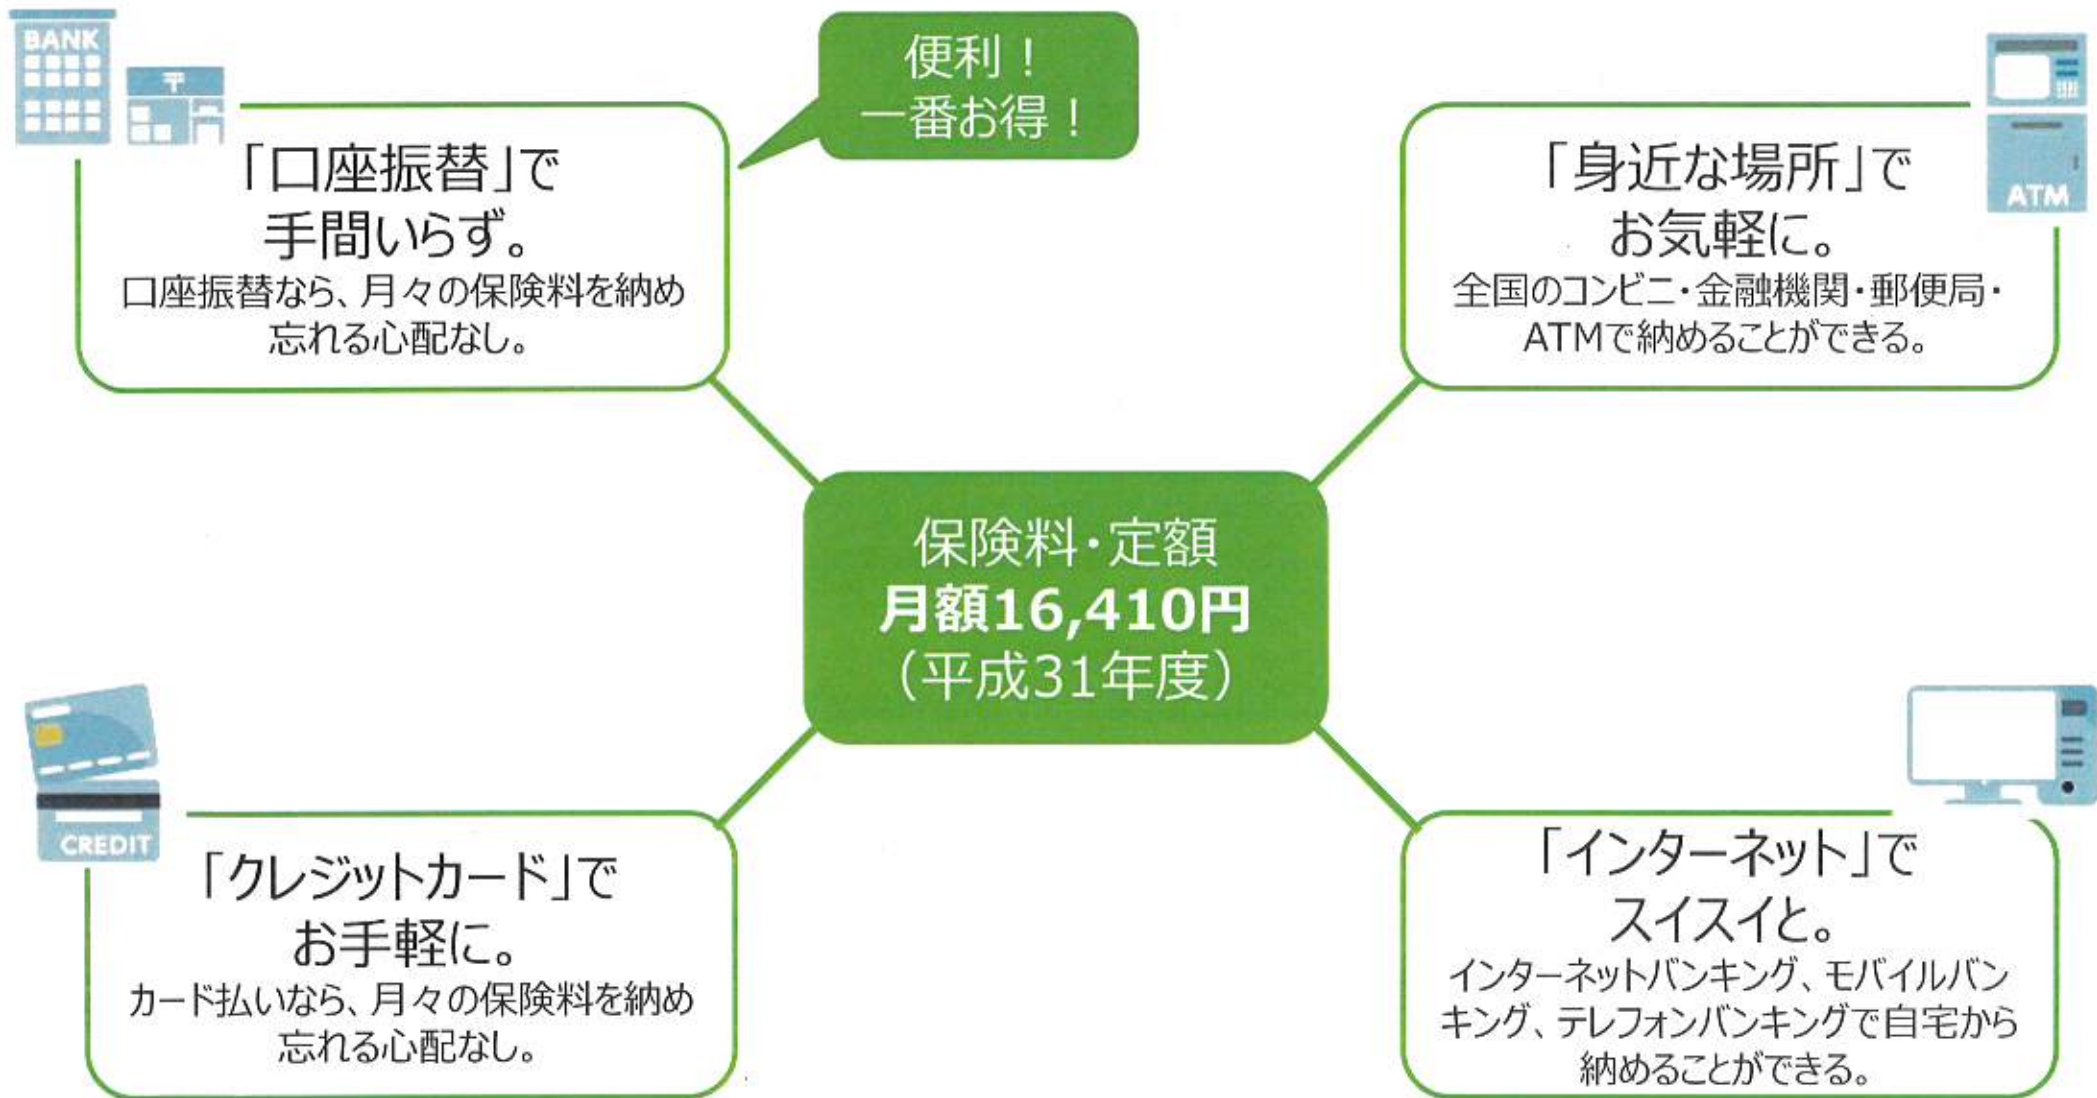 BANK
〒
「口座振替」で
手間いらず。
口座振替なら、月々の保険料を納め
忘れる心配なし。
便利！
一番お得！
ATM
「身近な場所」で
お気軽に。
全国のコンビニ・金融機関・郵便局・
ATMで納めることができる。
保険料・定額
月額16,410円
（平成31年度）
CREDIT
「クレジットカード」で
お手軽に。
カード払いなら、月々の保険料を納め
忘れる心配なし。
「インターネット」で
スイスイと。
インターネットバンキング、モバイルバン
キング、テレフォンバンキングで自宅から
納めることができる。